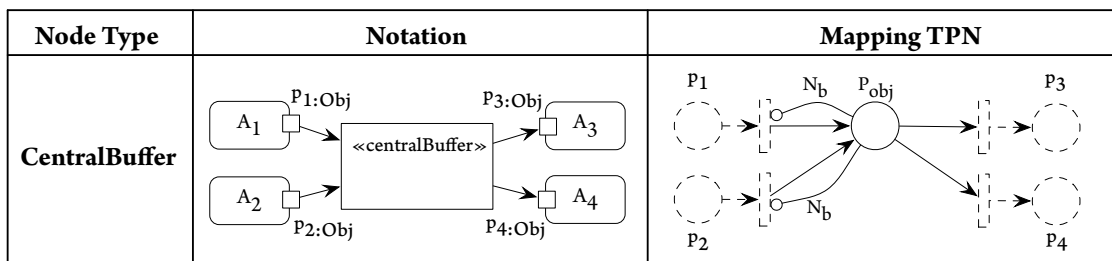 Node Type Notation Mapping TPN
CentralBuffer
p1:Obj
A1
p3:Obj
A3
«centralBuffer»
A2
p2:Obj
A4
p4:Obj
p1
Nb
Pobj
p3
p2
Nb
p4